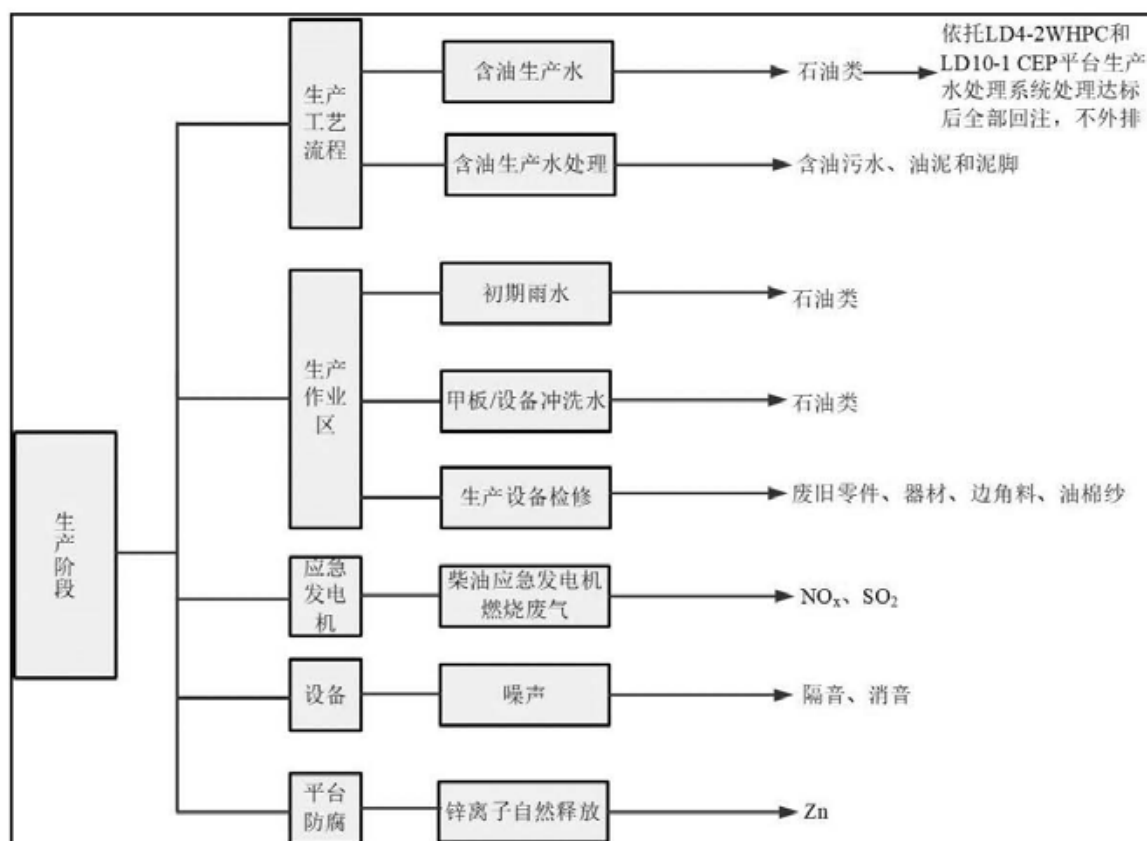 生产阶段
生产
工艺
流程
含油生产水
石油类
依托LD4-2WHPC和
LD10-1 CEP平台生产
水处理系统处理达标
后全部回注，不外排
含油生产水处理
含油污水、油泥和泥脚
生产
作业
区
初期雨水
石油类
甲板/设备冲洗水
石油类
生产设备检修
废旧零件、器材、边角料、油棉纱
应急
发电
机
柴油应急发电机
燃烧废气
NOx、SO2
设备
噪声
隔音、消音
平台
防腐
锌离子自然释放
Zn